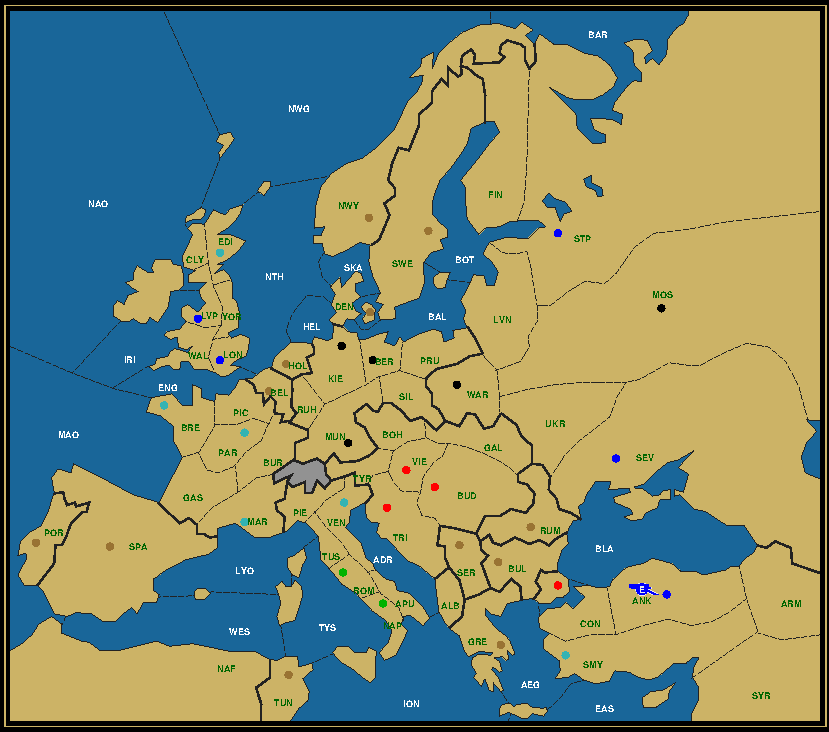 BAR
NWG
NAO
FIN
NWY
STP
EDI
CLY
SWE
BOT
SKA
NTH
MOS
DEN
LVP
YOR
BAL
LVN
HEL
WAL
LON
IRI
HOL
BER
PRU
KIE
ENG
BEL
SIL
WAR
PIC
RUH
BRE
UKR
MAO
BOH
MUN
GAL
PAR
SEV
BUR
VIE
TYR
BUD
GAS
PIE
VEN
MAR
RUM
POR
SPA
TRI
BLA
TUS
ADR
LYO
BUL
SER
ROM
E
ANK
APU
ALB
ARM
NAP
CON
WES
TYS
GRE
SMY
NAF
AEG
SYR
TUN
ION
EAS